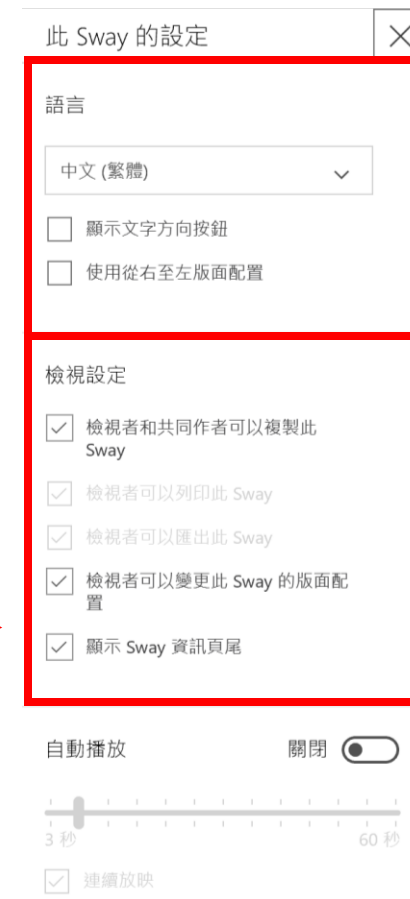 此 Sway 的設定
語言
中文 (繁體)
顯示文字方向按鈕
使用從右至左版面配置
檢視設定
檢視者和共同作者可以複製此
Sway
檢視者可以列印此 Sway
檢視者可以匯出此 Sway
檢視者可以變更此 Sway 的版面配
置
顯示 Sway 資訊頁尾
自動播放 關閉
3 秒 60 秒
連續放映